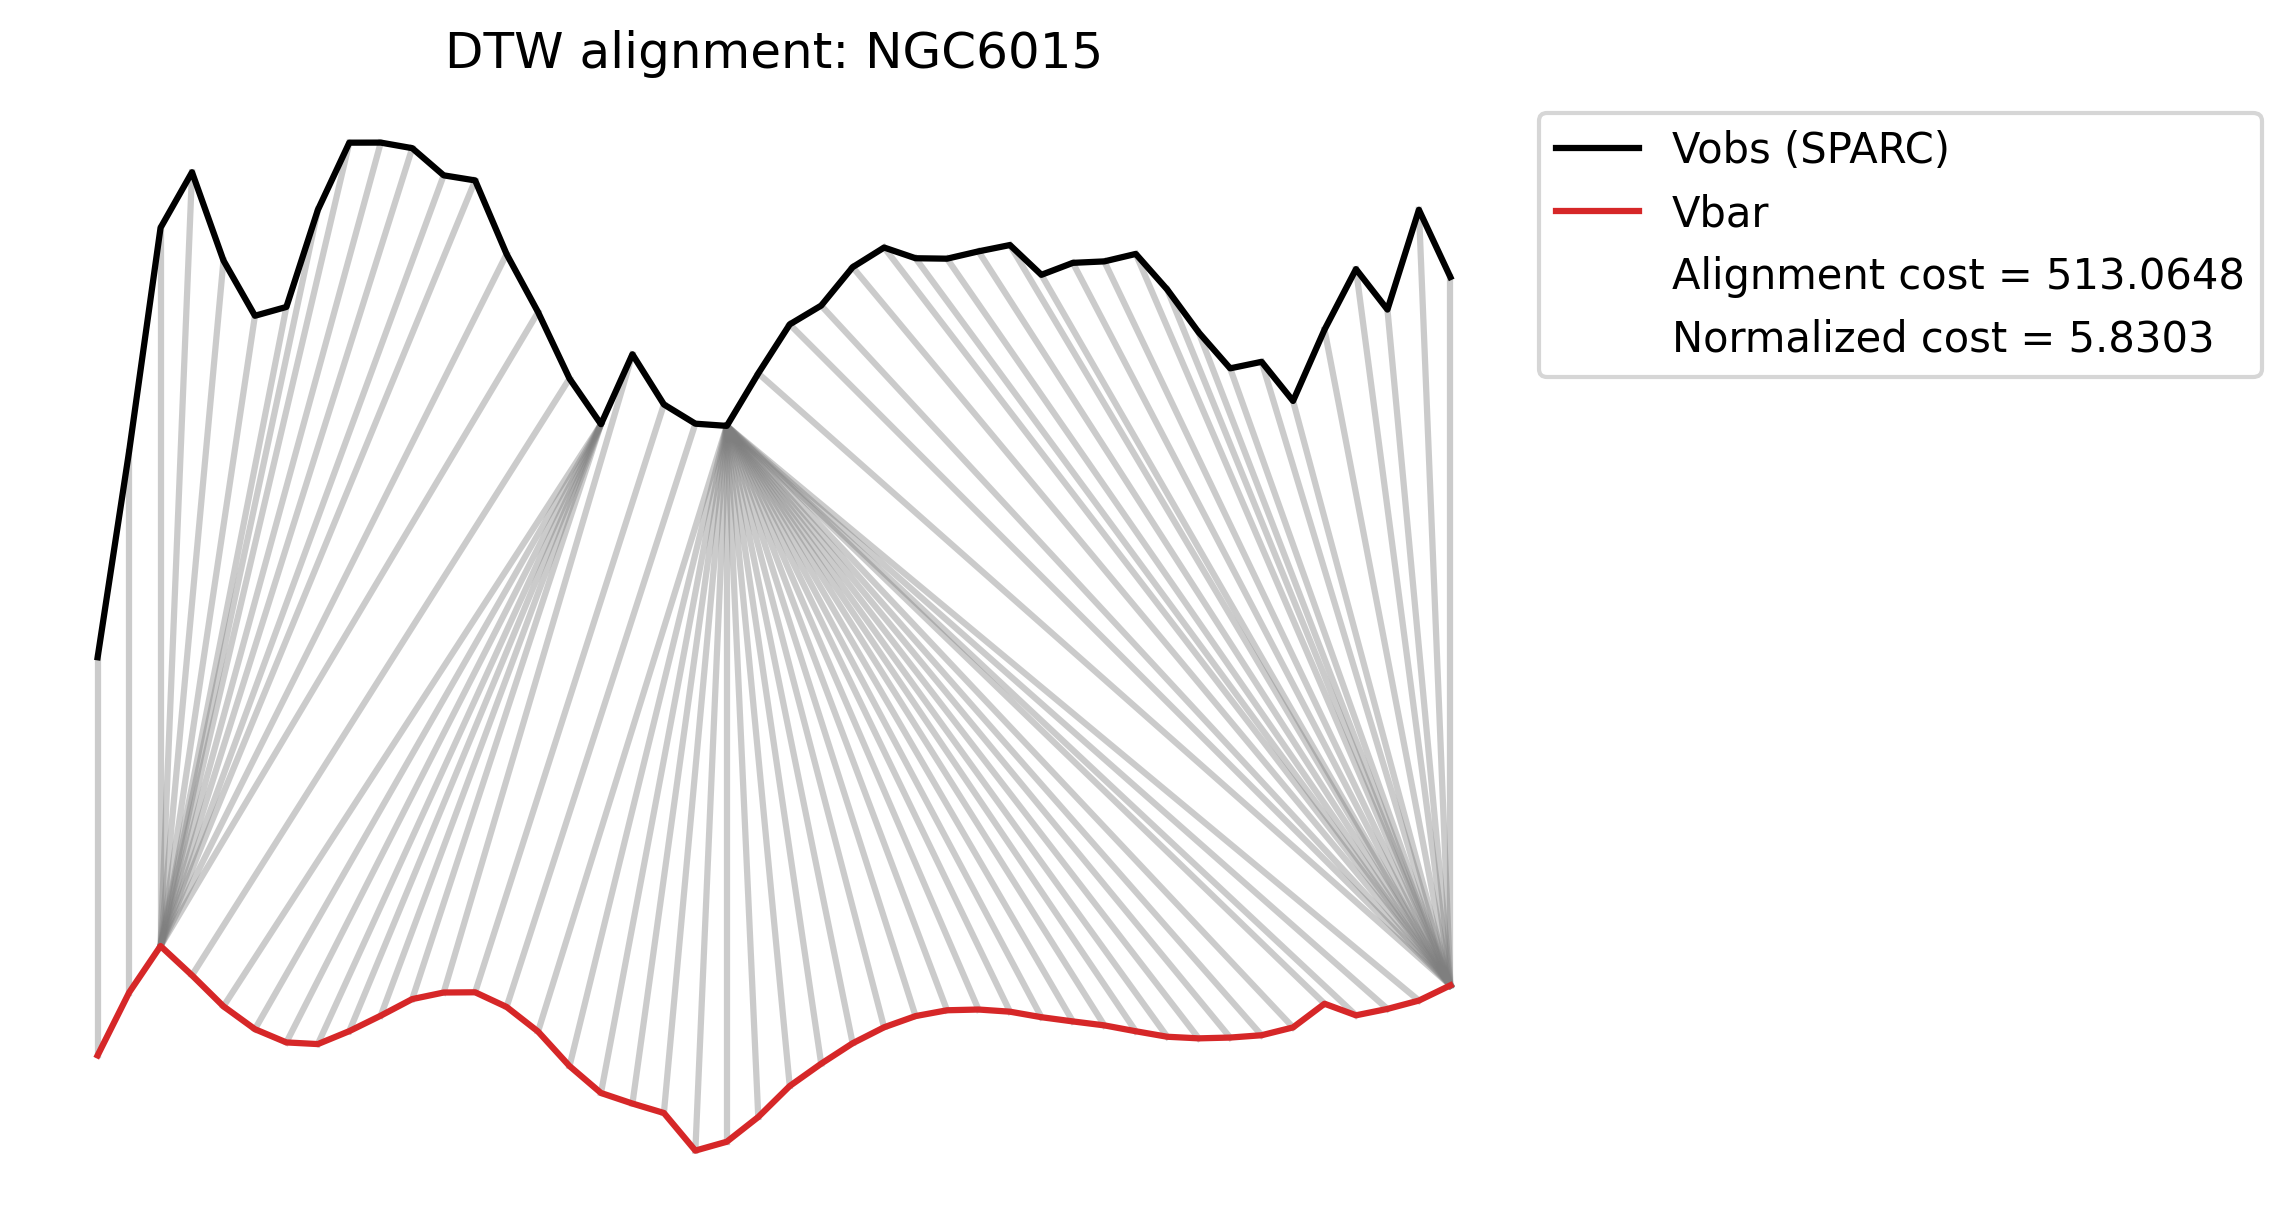 DTW alignment: NGC6015
Vobs (SPARC)
Vbar
Alignment cost = 513.0648
Normalized cost = 5.8303